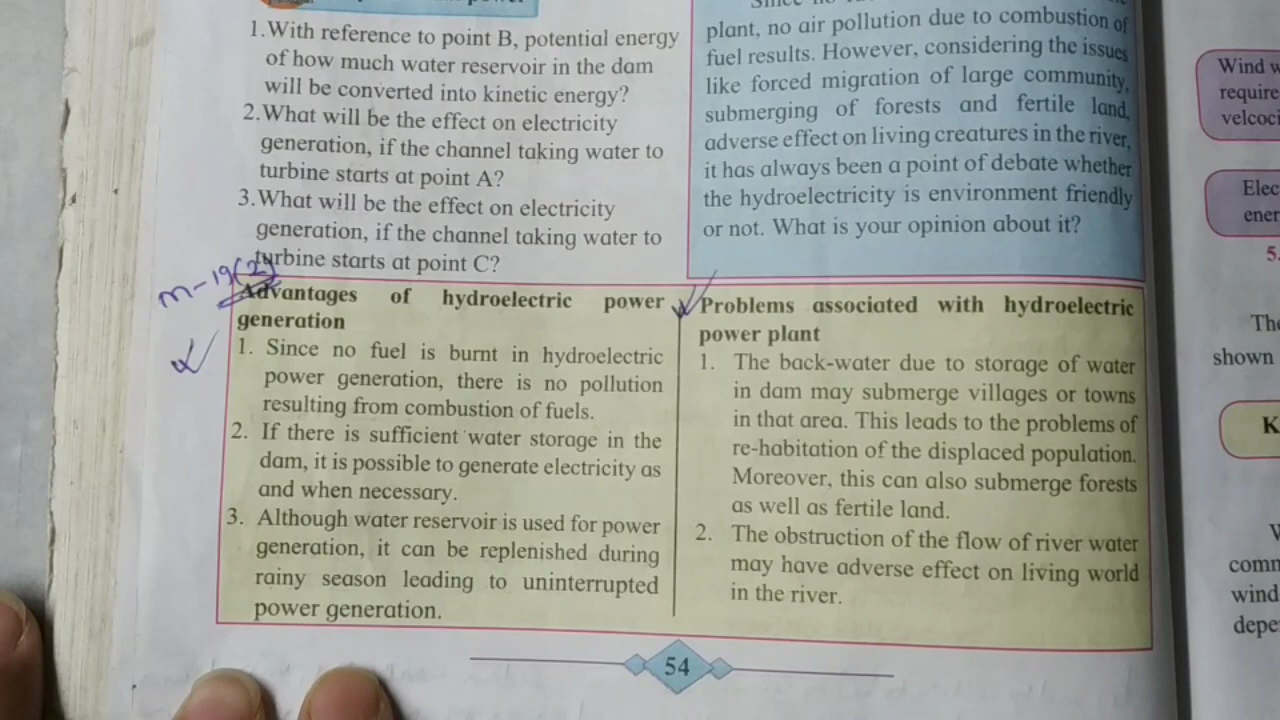 power
1.With reference to point B, potential energy
of how much water reservoir in the dam
will be converted into kinetic energy?
2.What will be the effect on electricity
generation, if the channel taking water to
turbine starts at point A?
3.What will be the effect on electricity
generation, if the channel taking water to
turbine starts at point C?
Since no
plant, no air pollution due to combustion of
fuel results. However, considering the issues
like forced migration of large community,
submerging of forests and fertile land,
adverse effect on living creatures in the river,
it has always been a point of debate whether
the hydroelectricity is environment friendly
or not. What is your opinion about it?
m-19(2)
Advantages of hydroelectric power
generation
1. Since no fuel is burnt in hydroelectric
power generation, there is no pollution
resulting from combustion of fuels.
2. If there is sufficient water storage in the
dam, it is possible to generate electricity as
and when necessary.
3. Although water reservoir is used for power
generation, it can be replenished during
rainy season leading to uninterrupted
power generation.
Problems associated with hydroelectric
power plant
1. The back-water due to storage of water
in dam may submerge villages or towns
in that area. This leads to the problems of
re-habitation of the displaced population.
Moreover, this can also submerge forests
as well as fertile land.
2. The obstruction of the flow of river water
may have adverse effect on living world
in the river.
54
Wind w
require
velcoci
Elec
ener
5.
The
shown
K
comm
wind
depe